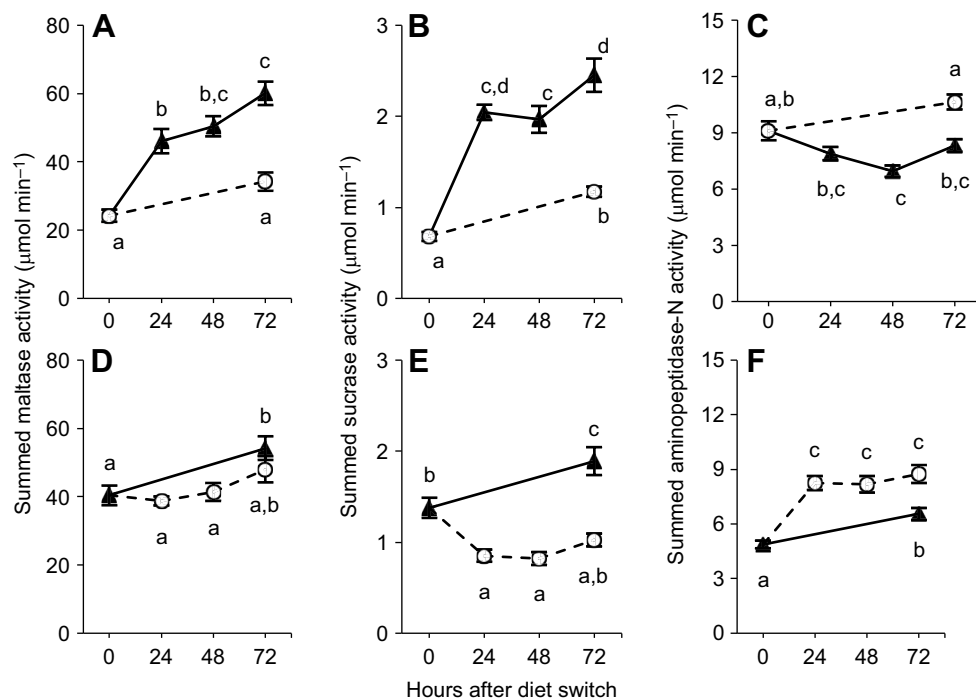 A
B
C
80
60
40
20
0
3
2
1
0
15
12
9
6
3
0
a
b
b,c
c
a
a
c,d
c
d
b
a,b
b,c
c
b,c
a
0 24 48 72
0 24 48 72
0 24 48 72
Summed maltase activity (μmol min–1)
Summed sucrase activity (μmol min–1)
Summed aminopeptidase-N activity (μmol min–1)
D
E
F
80
60
40
20
0
3
2
1
0
15
12
9
6
3
0
a
a
a
b
a,b
b
a
a
c
a,b
a
c
c
c
b
0 24 48 72
0 24 48 72
0 24 48 72
Hours after diet switch